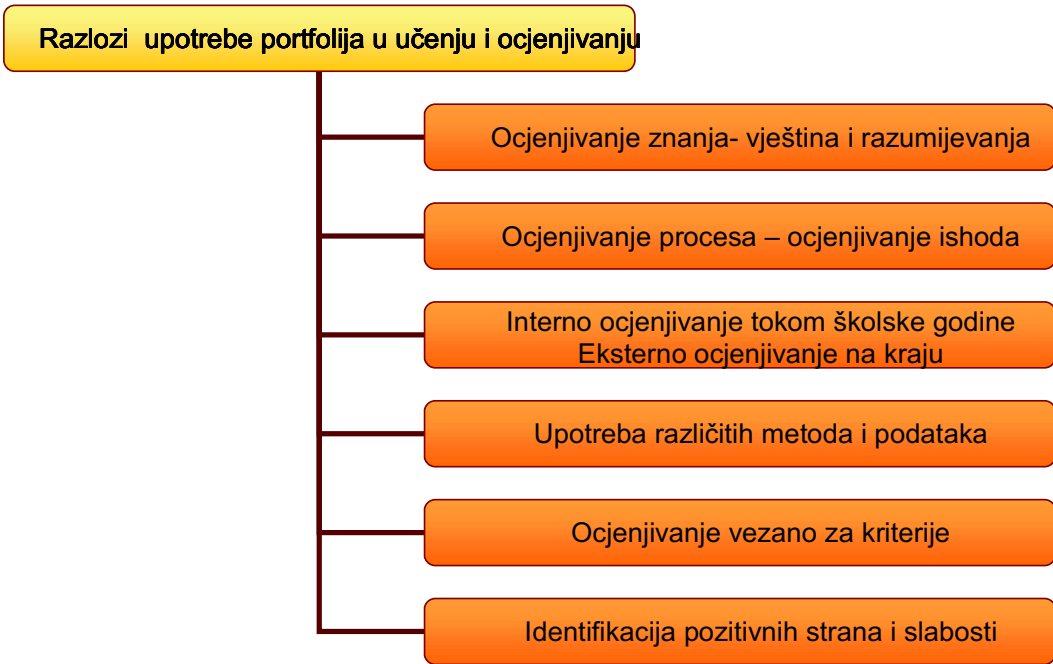 Razlozi  upotrebe portfolija u učenju i ocjenjivanju
Ocjenjivanje znanja- vještina i razumijevanja
Ocjenjivanje procesa – ocjenjivanje ishoda
Interno ocjenjivanje tokom školske godine
Eksterno ocjenjivanje na kraju
Upotreba različitih metoda i podataka
Ocjenjivanje vezano za kriterije
Identifikacija pozitivnih strana i slabosti